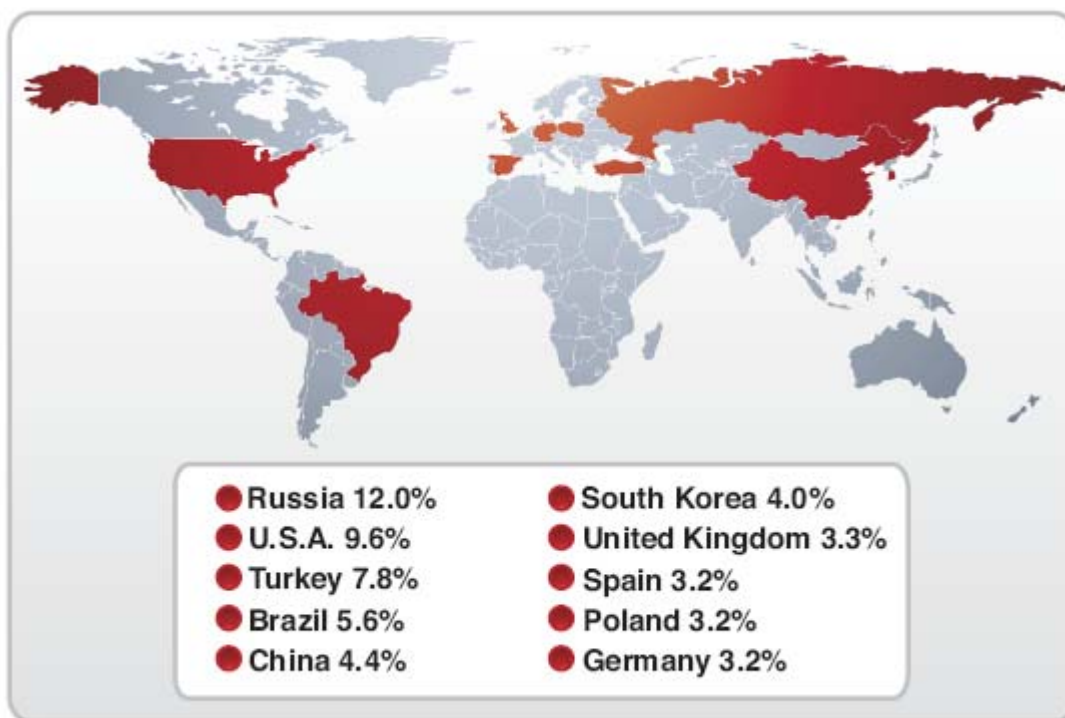 Russia 12.0%
U.S.A. 9.6%
Turkey 7.8%
Brazil 5.6%
China 4.4%
South Korea 4.0%
United Kingdom 3.3%
Spain 3.2%
Poland 3.2%
Germany 3.2%